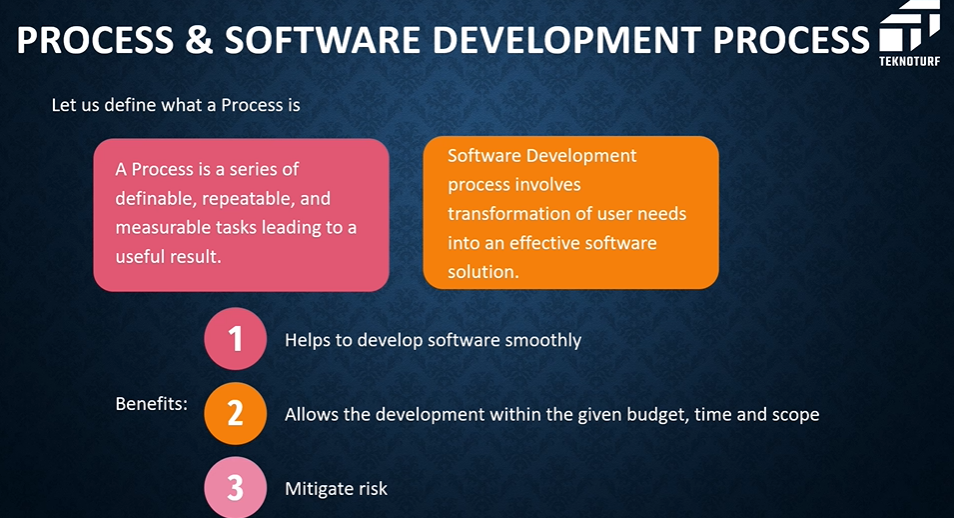 PROCESS & SOFTWARE DEVELOPMENT PROCESS
TEKNOTURF
Let us define what a Process is
A Process is a series of
definable, repeatable, and
measurable tasks leading to a
useful result.
Software Development
process involves
transformation of user needs
into an effective software
solution.
1
Helps to develop software smoothly
Benefits:
2
Allows the development within the given budget, time and scope
3
Mitigate risk